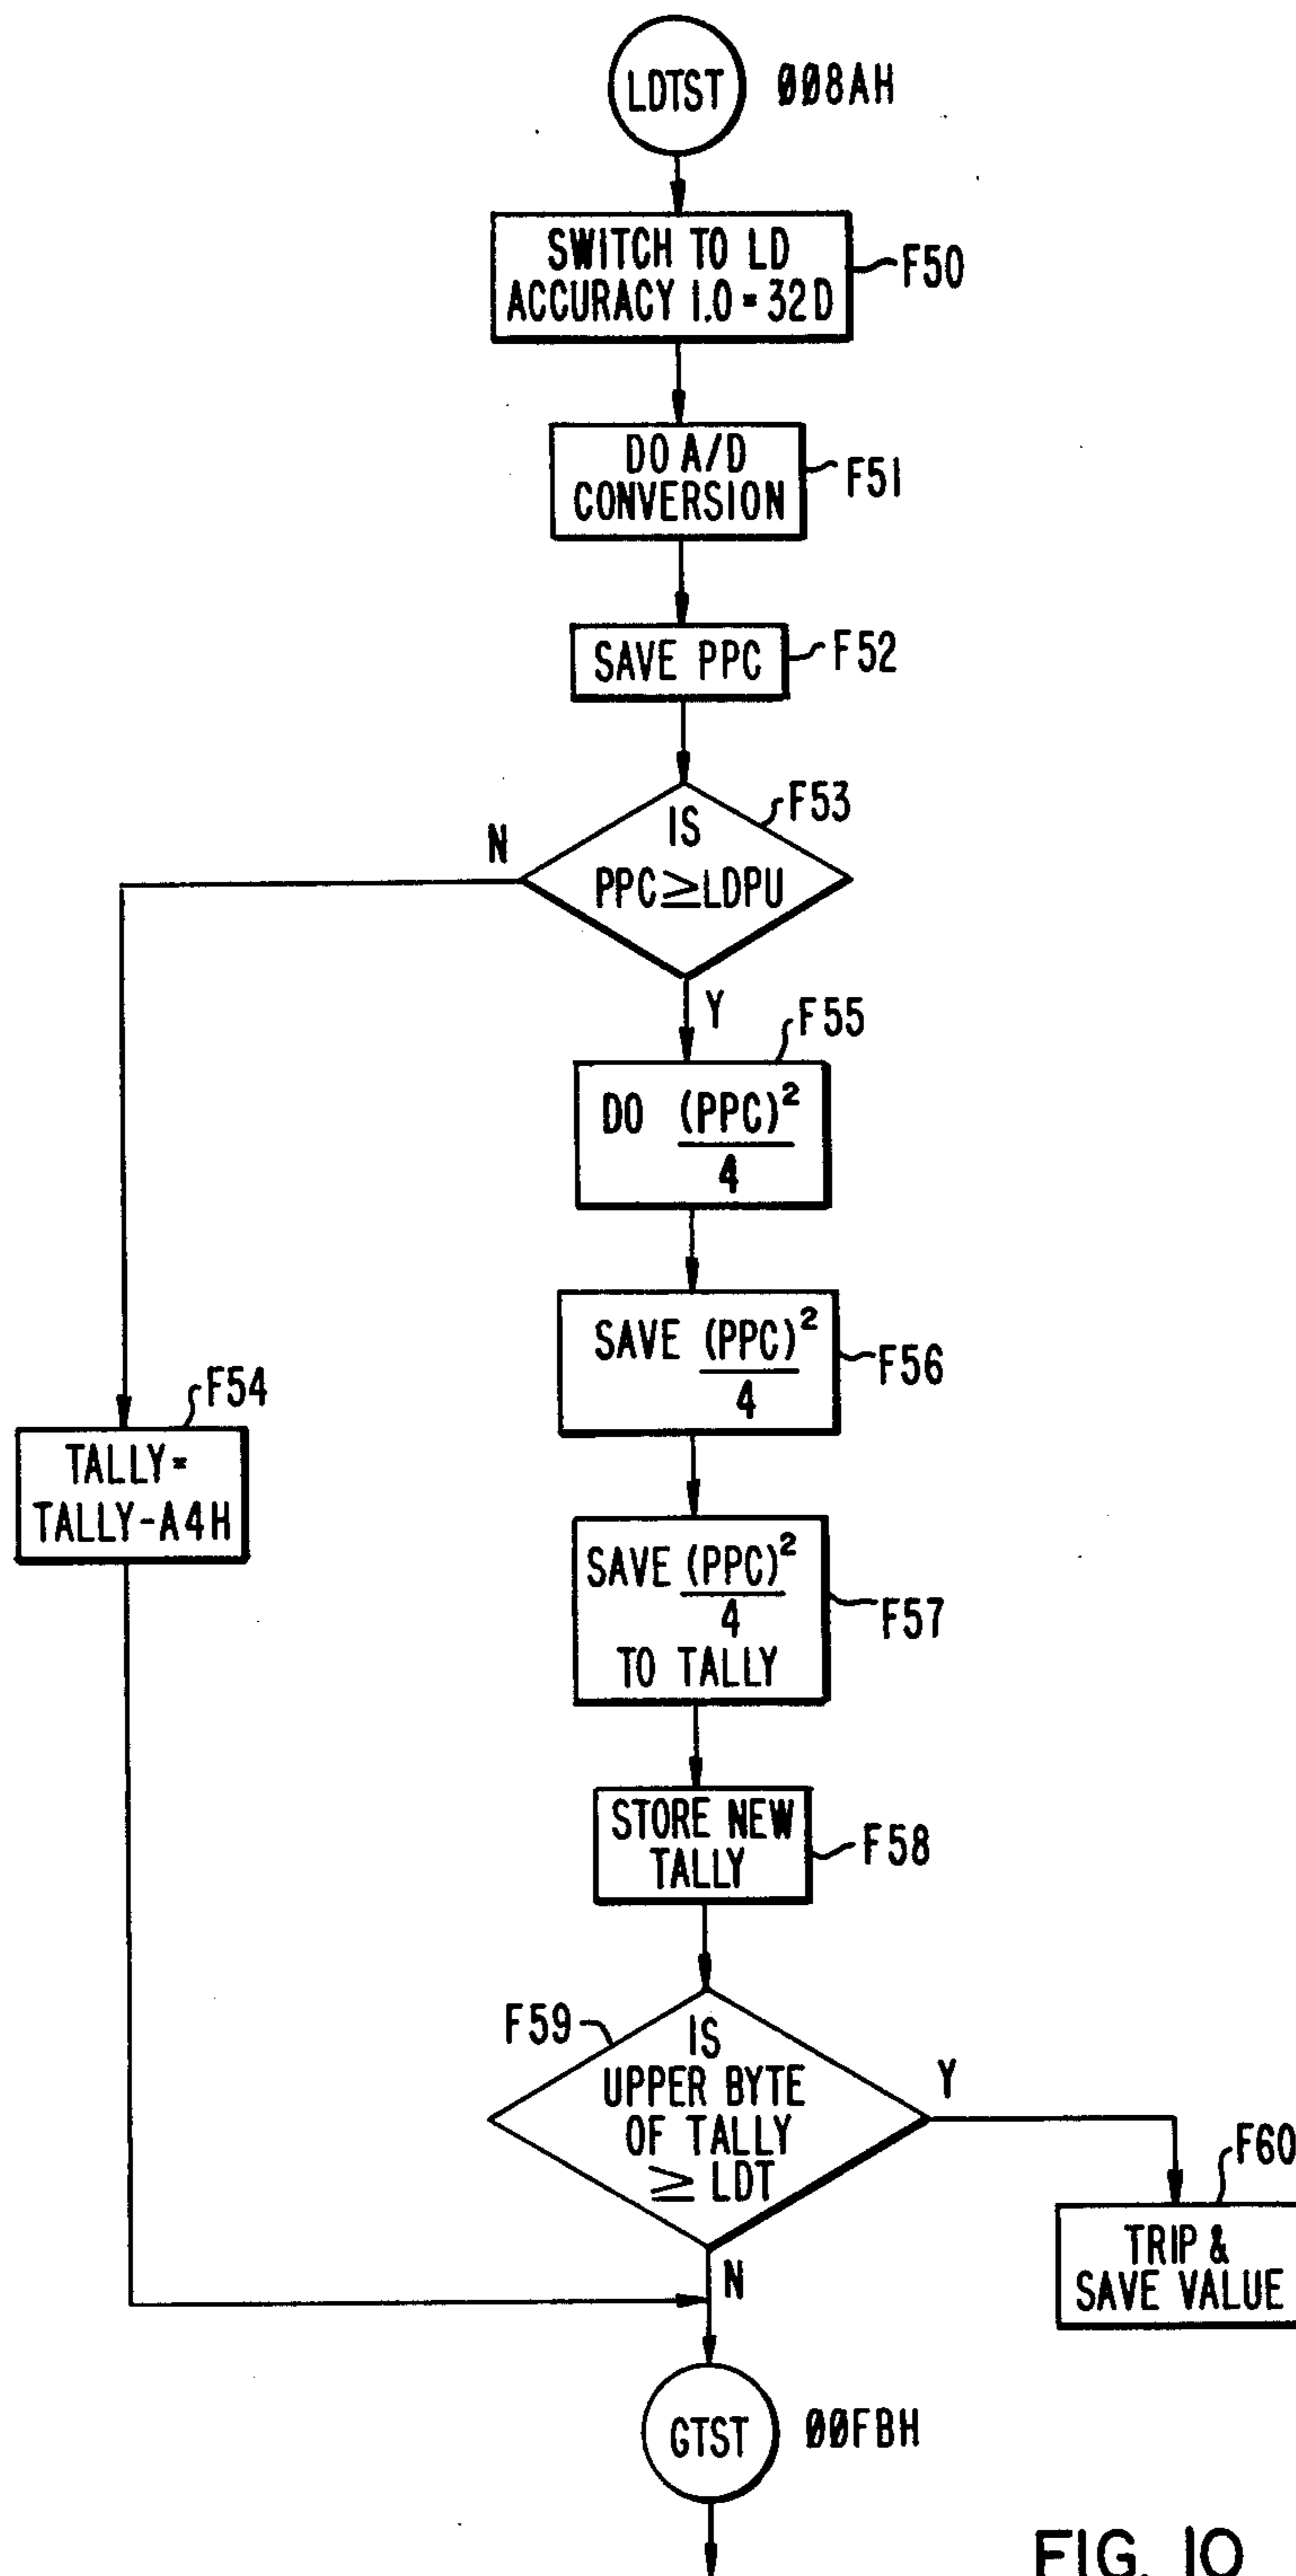 LDTST ØØ8AH
SWITCH TO LD
ACCURACY 1.0 = 32D
F50
DO A/D
CONVERSION
F51
SAVE PPC
F52
F53
IS
PPC ≥ LDPU
N
Y
F55
DO (PPC)²
4
SAVE (PPC)²
4
F56
F54
TALLY =
TALLY-A4H
SAVE (PPC)²
4
TO TALLY
F57
STORE NEW
TALLY
F58
F59
IS
UPPER BYTE
OF TALLY
≥ LDT
Y
N
F60
TRIP &
SAVE VALUE
GTST ØØFBH
FIG. 10